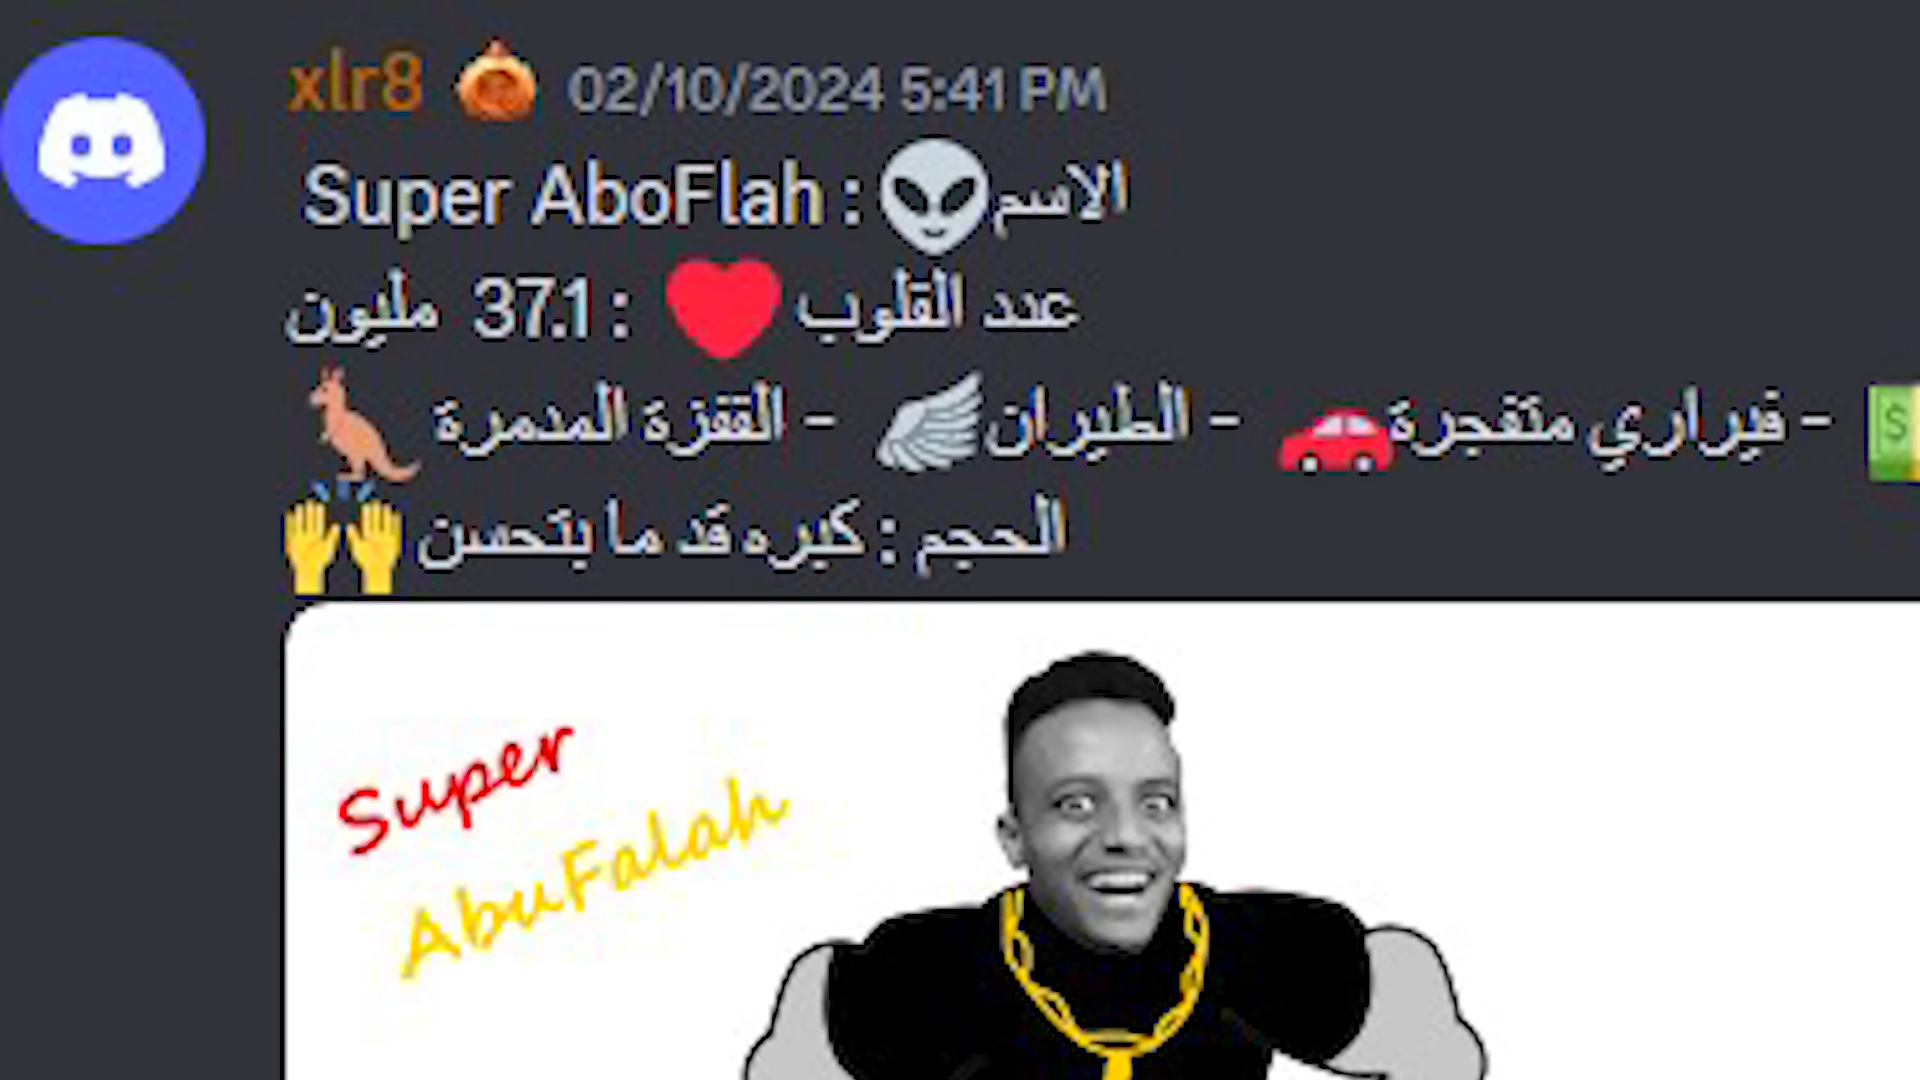 xlr8 02/10/2024 5:41 PM
الاسم👽 : Super AboFlah
عدد القلوب ❤️ : 37.1 مليون
💵 - فيراري متفجرة🚗 - الطيران🪽 - القفزة المدمرة 🦘
الحجم : كبره قد ما بتحسن 🙌
Super
AbuFalah